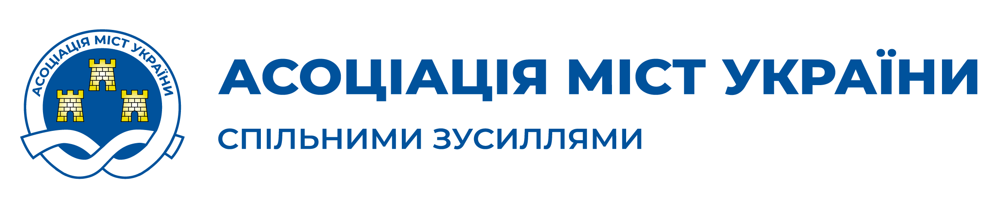 АСОЦІАЦІЯ МІСТ УКРАЇНИ
АСОЦІАЦІЯ МІСТ УКРАЇНИ
СПІЛЬНИМИ ЗУСИЛЛЯМИ